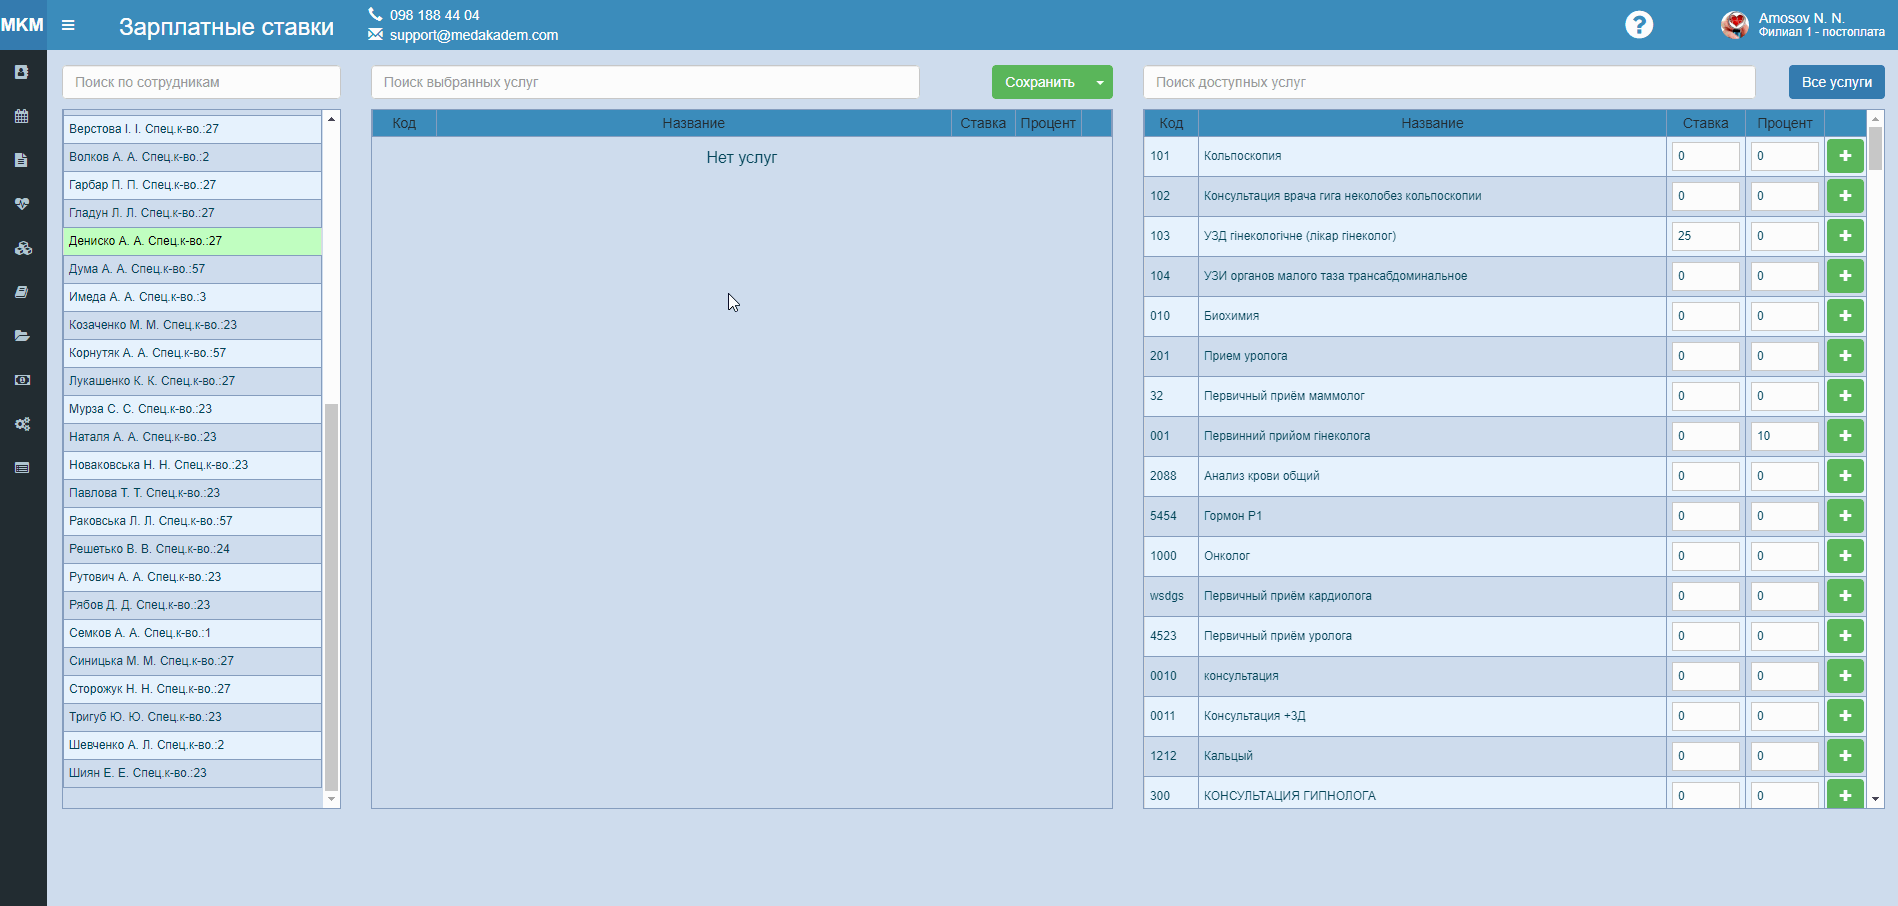 МКМ
Зарплатные ставки
098 188 44 04
support@medakadem.com
Amosov N. N.
Филиал 1 - постоплата
Поиск по сотрудникам
Верстова І. І. Спец.к-во.:27
Волков А. А. Спец.к-во.:2
Гарбар П. П. Спец.к-во.:27
Гладун Л. Л. Спец.к-во.:27
Дениско А. А. Спец.к-во.:27
Дума А. А. Спец.к-во.:57
Имеда А. А. Спец.к-во.:3
Козаченко М. М. Спец.к-во.:23
Корнутяк А. А. Спец.к-во.:57
Лукашенко К. К. Спец.к-во.:27
Мурза С. С. Спец.к-во.:23
Наталя А. А. Спец.к-во.:23
Новаковська Н. Н. Спец.к-во.:23
Павлова Т. Т. Спец.к-во.:23
Раковська Л. Л. Спец.к-во.:57
Решетько В. В. Спец.к-во.:24
Рутович А. А. Спец.к-во.:23
Рябов Д. Д. Спец.к-во.:23
Семков А. А. Спец.к-во.:1
Синицька М. М. Спец.к-во.:27
Сторожук Н. Н. Спец.к-во.:27
Тригуб Ю. Ю. Спец.к-во.:23
Шевченко А. Л. Спец.к-во.:2
Шиян Е. Е. Спец.к-во.:23
Поиск выбранных услуг
Сохранить
Код Название Ставка Процент
Нет услуг
Поиск доступных услуг
Все услуги
Код Название Ставка Процент
101 Кольпоскопия 0 0
102 Консультация врача гига неколобез кольпоскопии 0 0
103 УЗД гінекологічне (лікар гінеколог) 25 0
104 УЗИ органов малого таза трансабдоминальное 0 0
010 Биохимия 0 0
201 Прием уролога 0 0
32 Первичный приём маммолог 0 0
001 Первинний прийом гінеколога 0 10
2088 Анализ крови общий 0 0
5454 Гормон Р1 0 0
1000 Онколог 0 0
wsdgs Первичный приём кардиолога 0 0
4523 Первичный приём уролога 0 0
0010 консультация 0 0
0011 Консультация +3Д 0 0
1212 Кальцый 0 0
300 КОНСУЛЬТАЦИЯ ГИПНОЛОГА 0 0